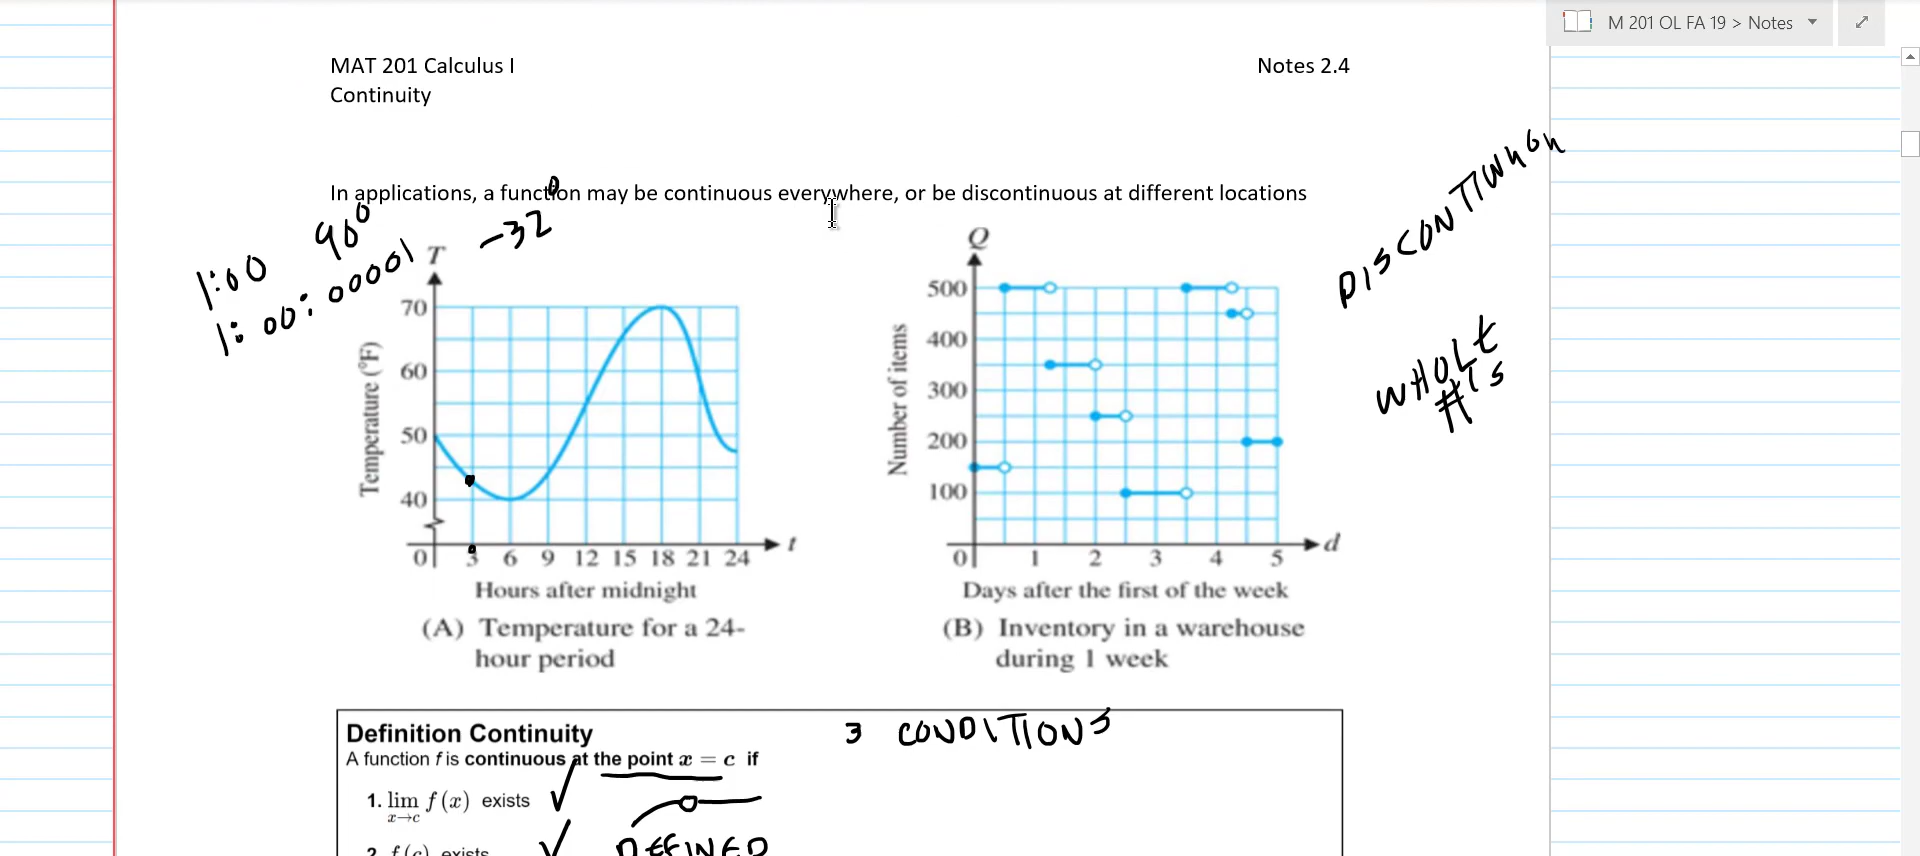 M 201 OL FA 19 > Notes
MAT 201 Calculus I
Notes 2.4
Continuity
In applications, a function may be continuous everywhere, or be discontinuous at different locations
1:00 90°
1:00:00001 -32°
T
70
60
50
40
0 3 6 9 12 15 18 21 24
t
Temperature (°F)
Hours after midnight
(A) Temperature for a 24-
hour period
Q
500
400
300
200
100
0 1 2 3 4 5
d
Number of items
Days after the first of the week
(B) Inventory in a warehouse
during 1 week
WHOLE
#'s
Definition Continuity
3 CONDITIONS
A function f is continuous at the point x = c if
1. lim f(x) exists
x→c
2. f(c) exists
DEFINED